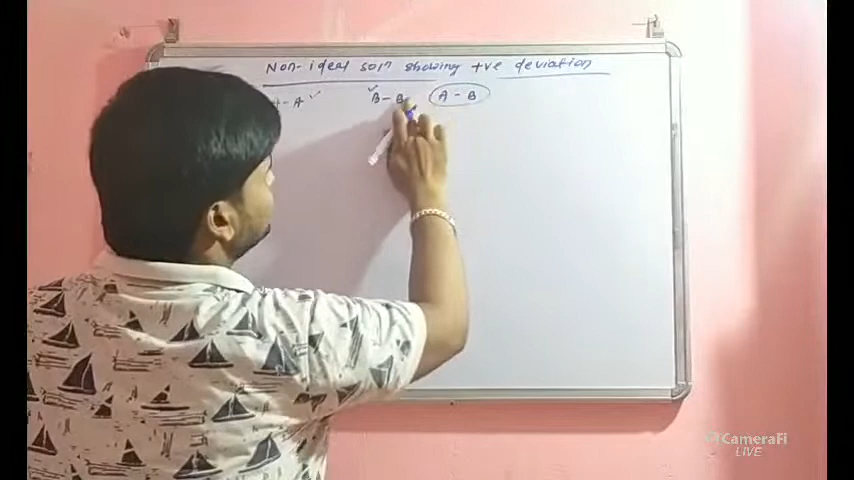 Non-ideal soln showing +ve deviation
- A ✓ B - B A - B
CameraFi
LIVE